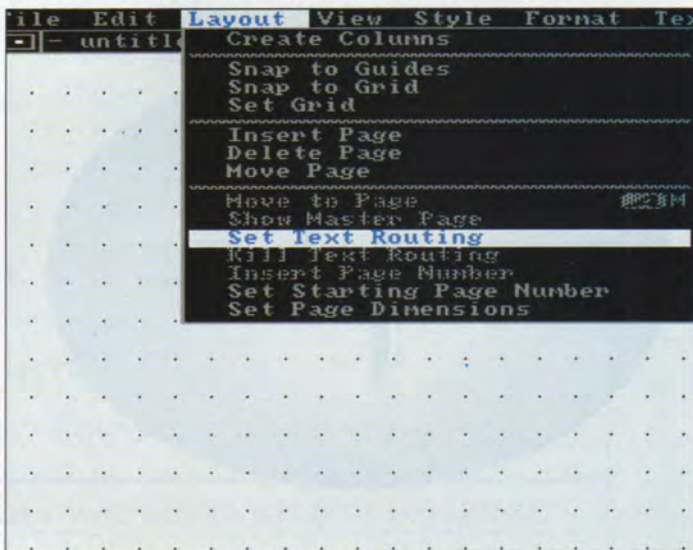 ile Edit Layout View Style Format Tex
- untitle
Create Columns
Snap to Guides
Snap to Grid
Set Grid
Insert Page
Delete Page
Move Page
Move to Page
Show Master Page
Set Text Routing
Kill Text Routing
Insert Page Number
Set Starting Page Number
Set Page Dimensions